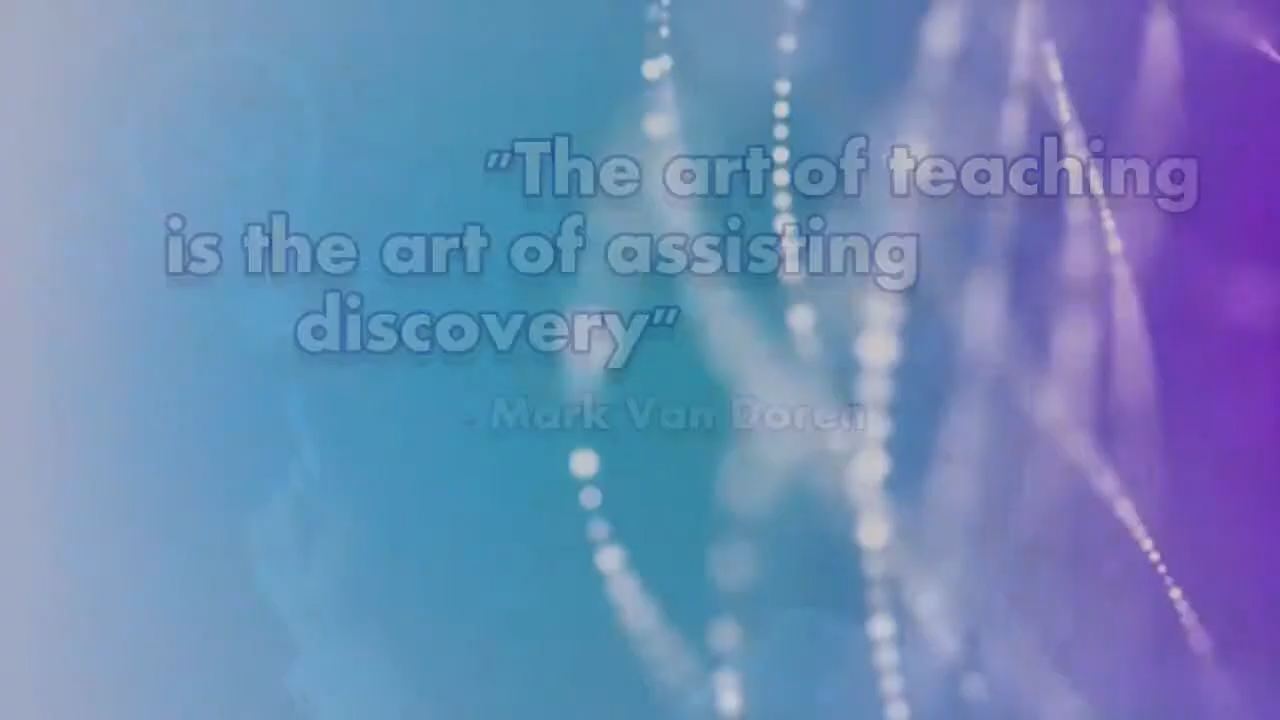 "The art of teaching
is the art of assisting
discovery"
- Mark Van Doren